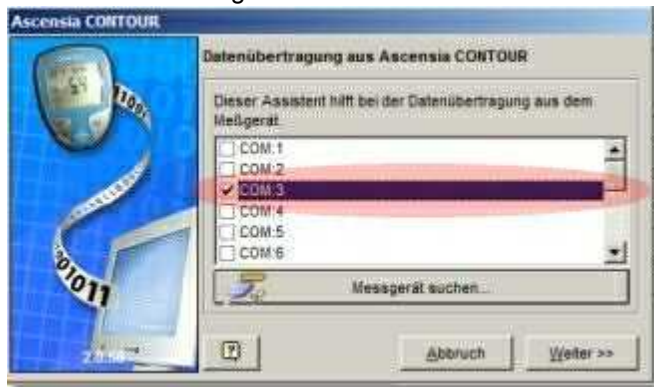 Ascensia CONTOUR
Datenübertragung aus Ascensia CONTOUR
Dieser Assistent hilft bei der Datenübertragung aus dem
Meßgerät
COM:1
COM:2
COM:3
COM:4
COM:5
COM:6
Messgerät suchen...
Abbruch
Weiter >>
01011